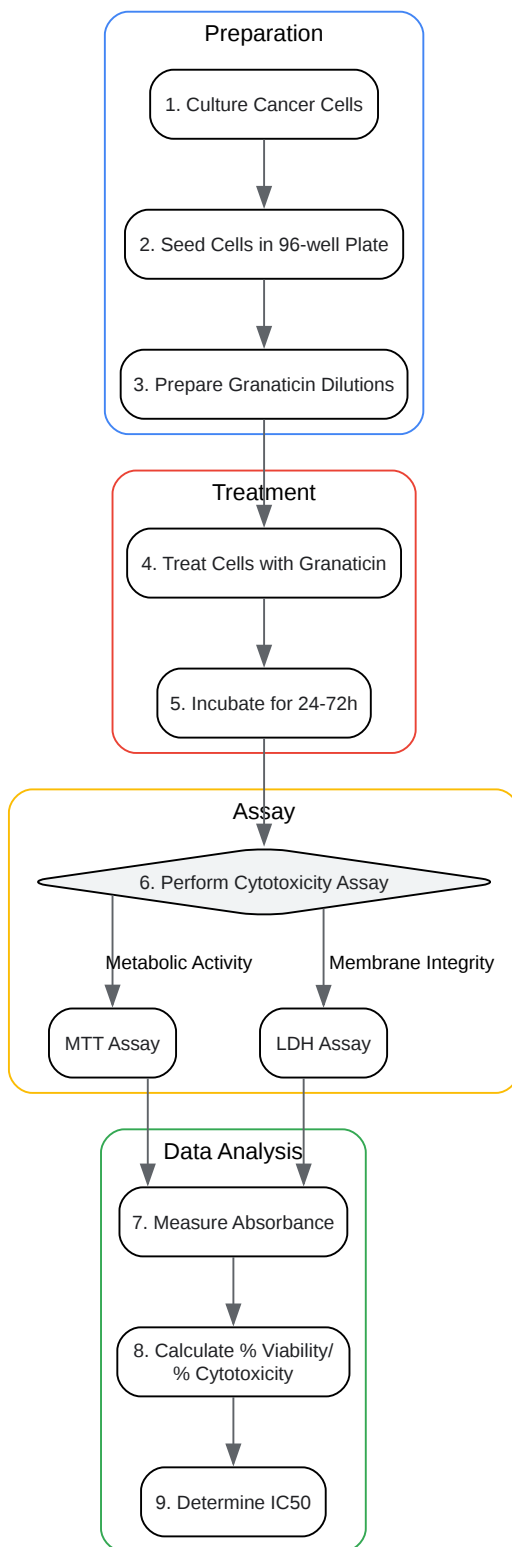 Preparation
1. Culture Cancer Cells
2. Seed Cells in 96-well Plate
3. Prepare Granaticin Dilutions
Treatment
4. Treat Cells with Granaticin
5. Incubate for 24-72h
Assay
6. Perform Cytotoxicity Assay
Metabolic Activity
Membrane Integrity
MTT Assay
LDH Assay
Data Analysis
7. Measure Absorbance
8. Calculate % Viability/
% Cytotoxicity
9. Determine IC50